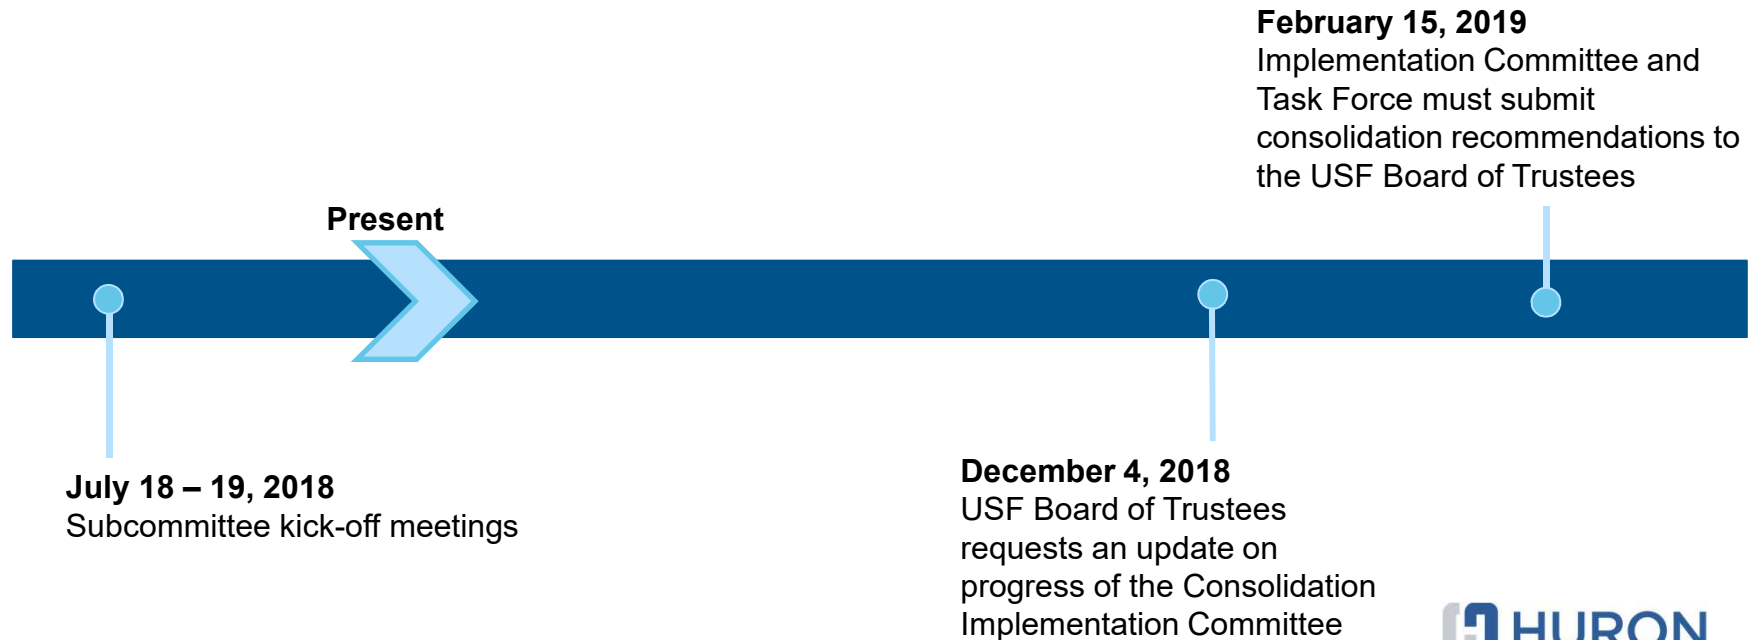 February 15, 2019
Implementation Committee and
Task Force must submit
consolidation recommendations to
the USF Board of Trustees
Present
July 18 – 19, 2018
Subcommittee kick-off meetings
December 4, 2018
USF Board of Trustees
requests an update on
progress of the Consolidation
Implementation Committee
HURON